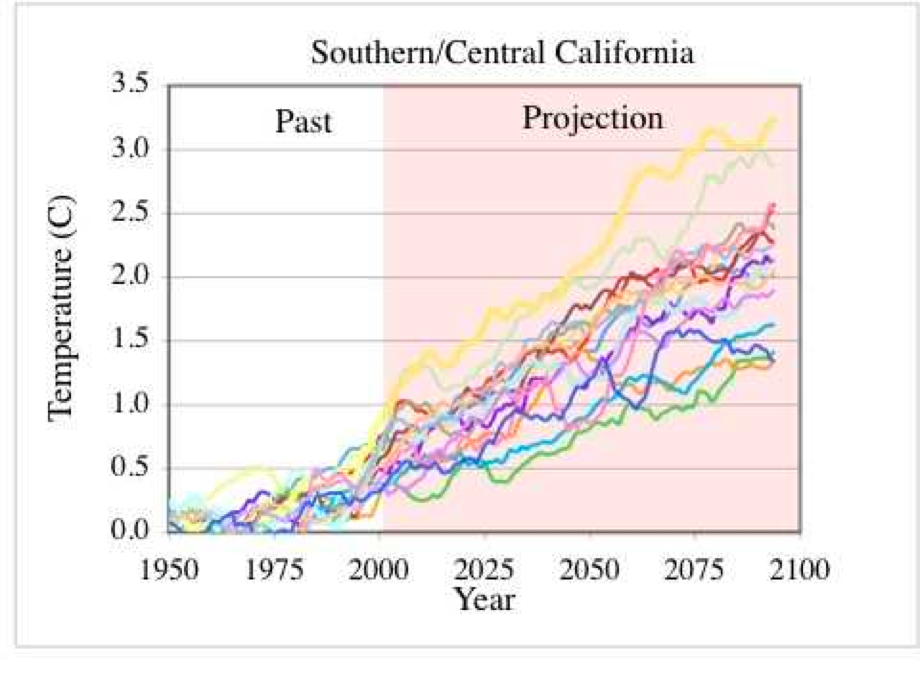 Southern/Central California
3.5
Past
Projection
3.0
2.5
2.0
1.5
1.0
0.5
0.0
Temperature (C)
1950 1975 2000 2025 2050 2075 2100
Year